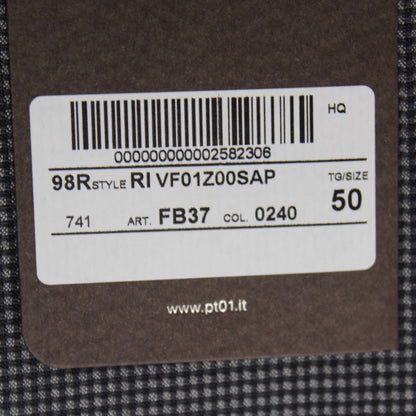 HQ
000000000002582306
98R STYLE RI VF01Z00SAP TG/SIZE
741 ART. FB37 COL. 0240 50
www.pt01.it